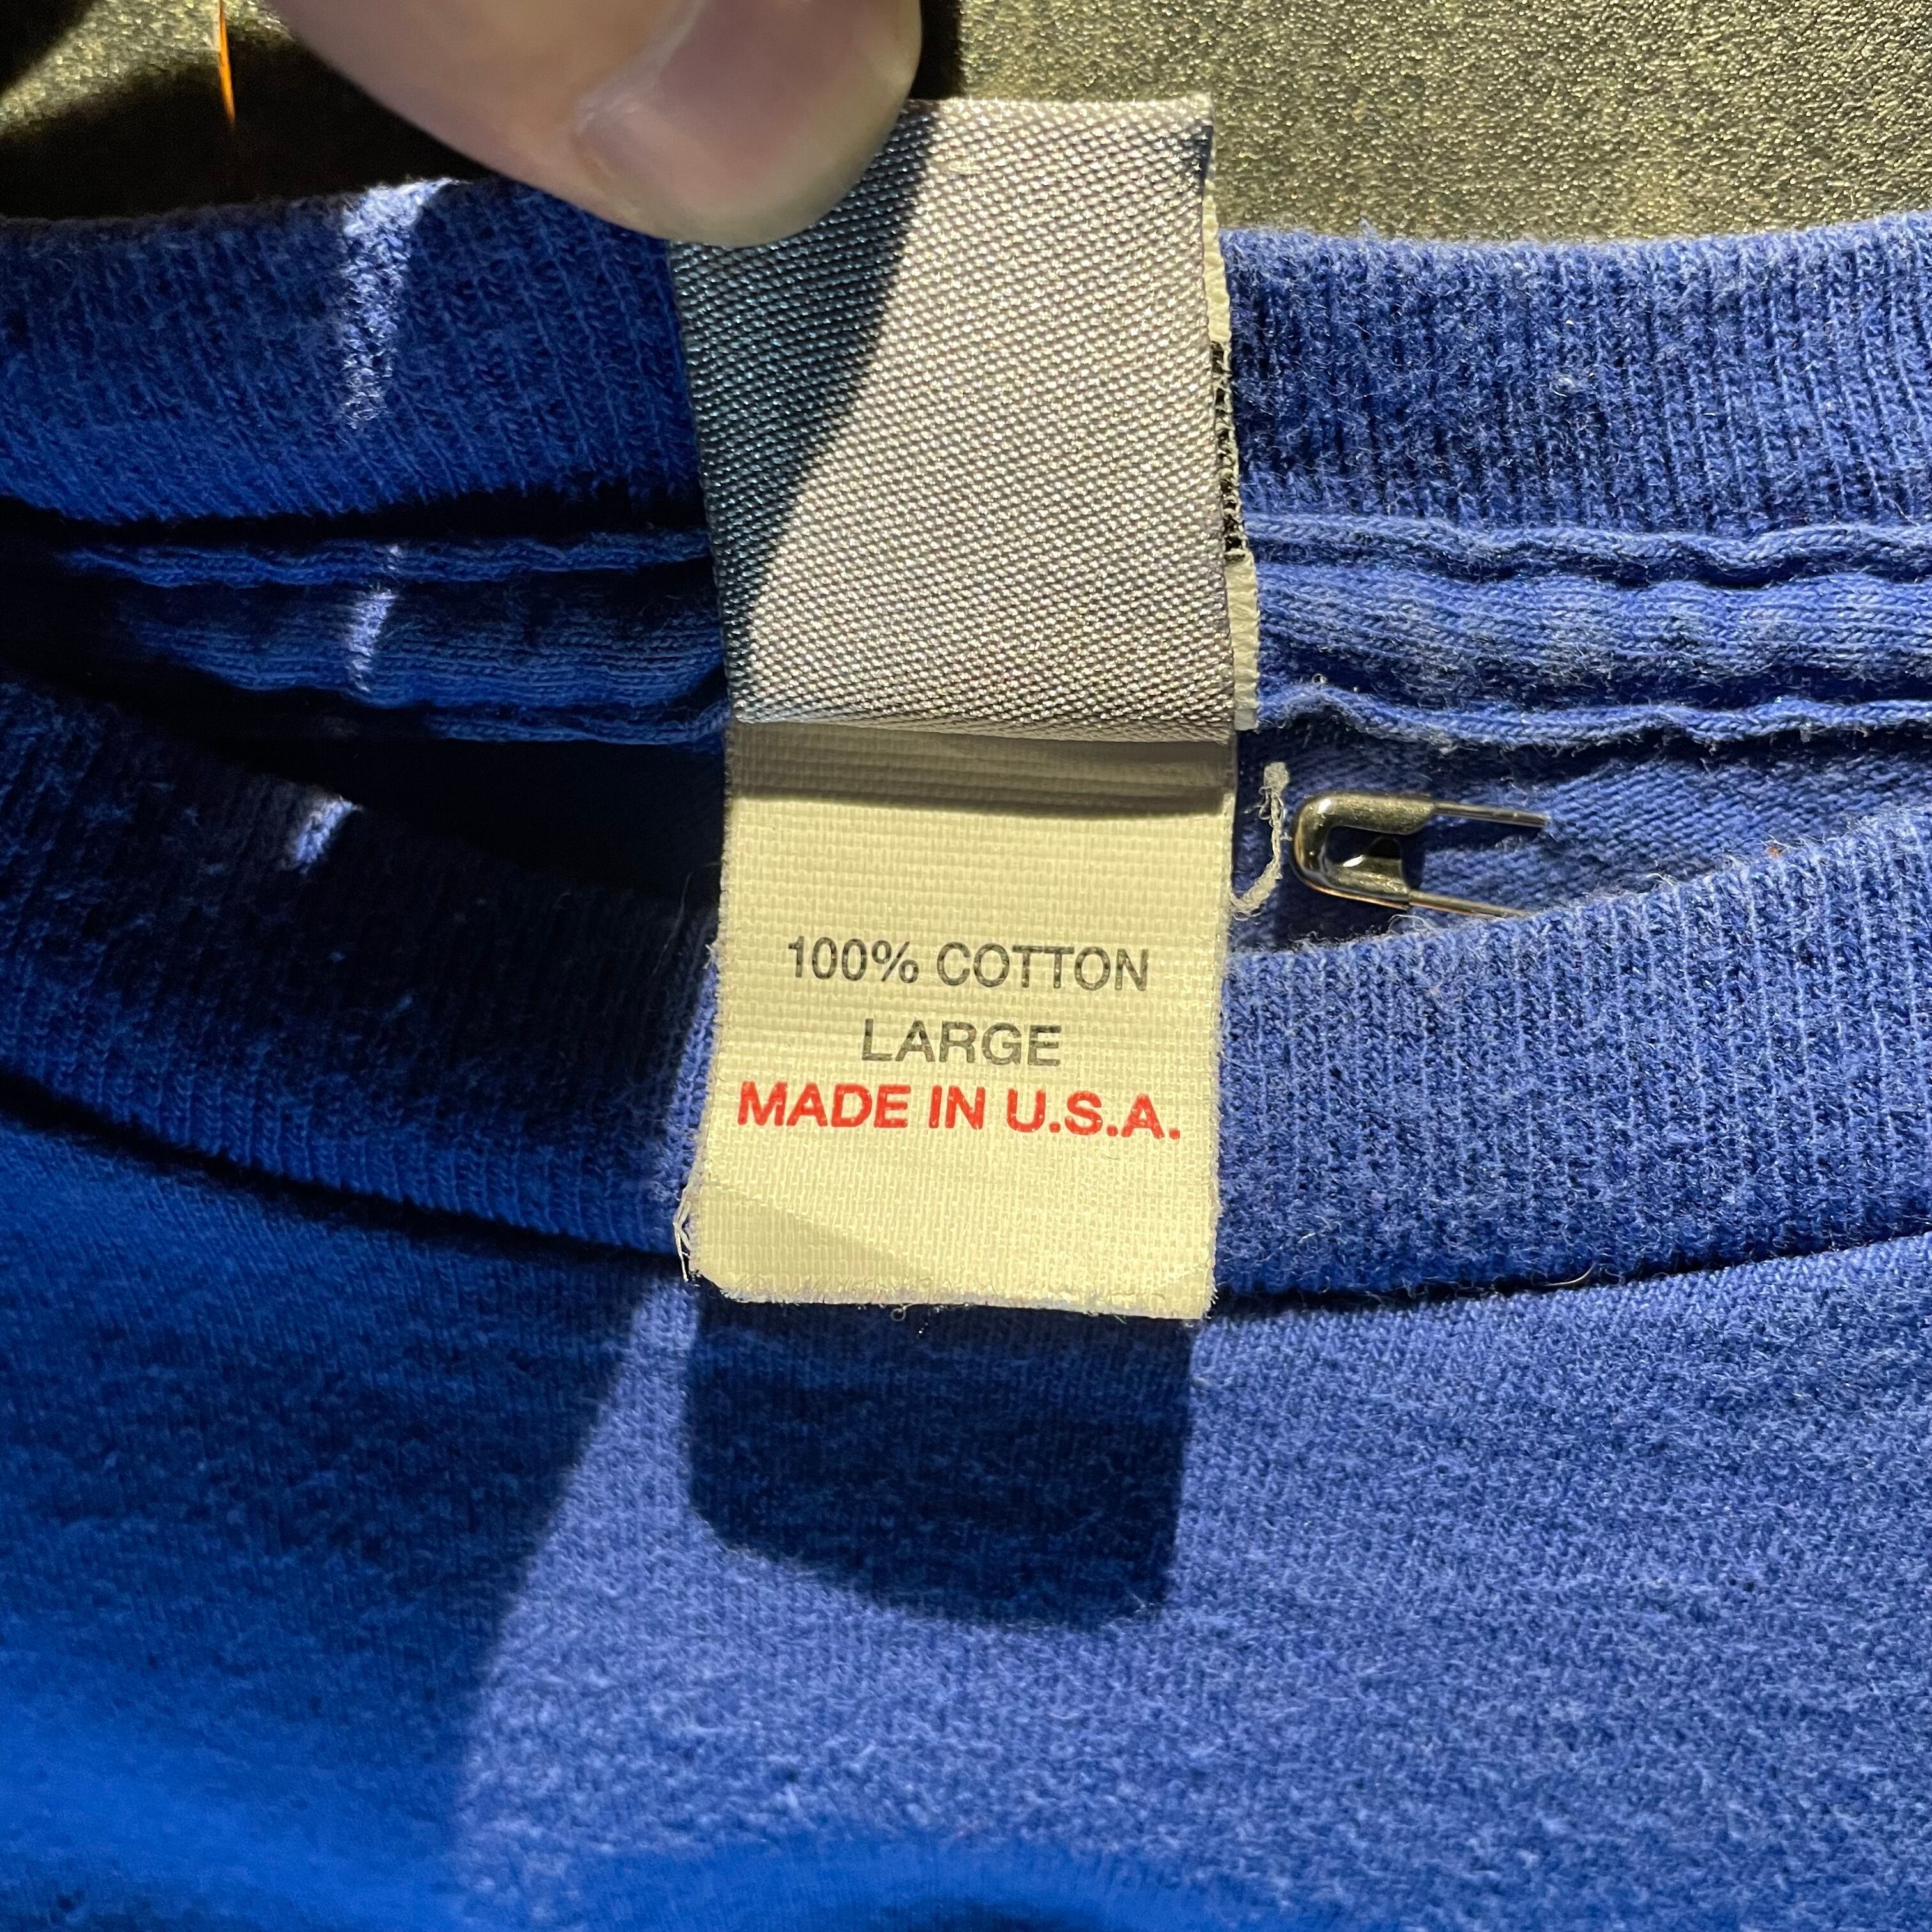 100% COTTON
LARGE
MADE IN U.S.A.